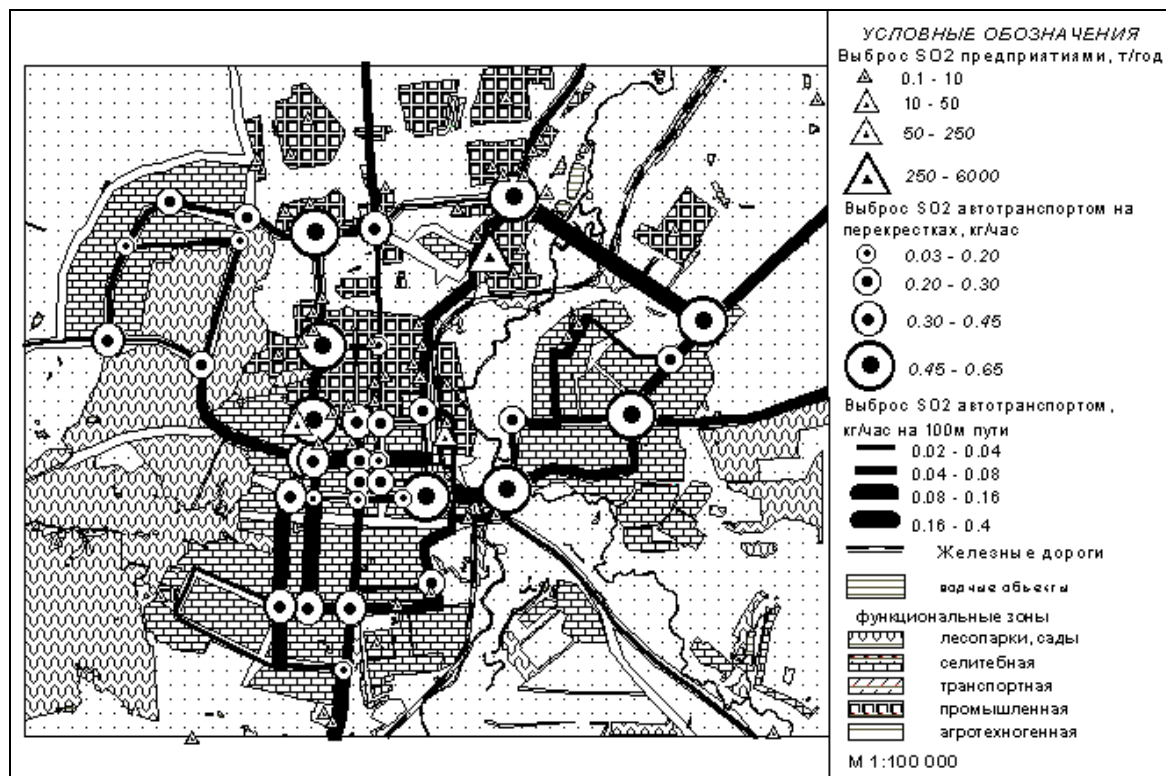 УСЛОВНЫЕ ОБОЗНАЧЕНИЯ
Выброс SO2 предприятиями, т/год
0.1 - 10
10 - 50
50 - 250
250 - 6000
Выброс SO2 автотранспортом на
перекрестках, кг/час
0.03 - 0.20
0.20 - 0.30
0.30 - 0.45
0.45 - 0.65
Выброс SO2 автотранспортом,
кг/час на 100м пути
0.02 - 0.04
0.04 - 0.08
0.08 - 0.16
0.16 - 0.4
Железные дороги
водные объекты
функциональные зоны
лесопарки, сады
селитебная
транспортная
промышленная
агротехногенная
М 1:100 000